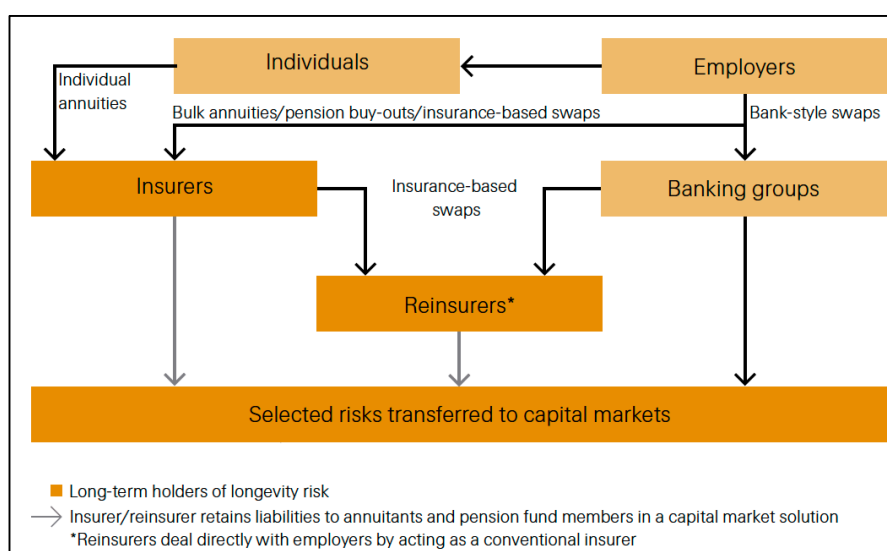 Individuals
Employers
Individual
annuities
Bulk annuities/pension buy-outs/insurance-based swaps
Bank-style swaps
Insurers
Insurance-based
swaps
Banking groups
Reinsurers*
Selected risks transferred to capital markets
Long-term holders of longevity risk
Insurer/reinsurer retains liabilities to annuitants and pension fund members in a capital market solution
*Reinsurers deal directly with employers by acting as a conventional insurer